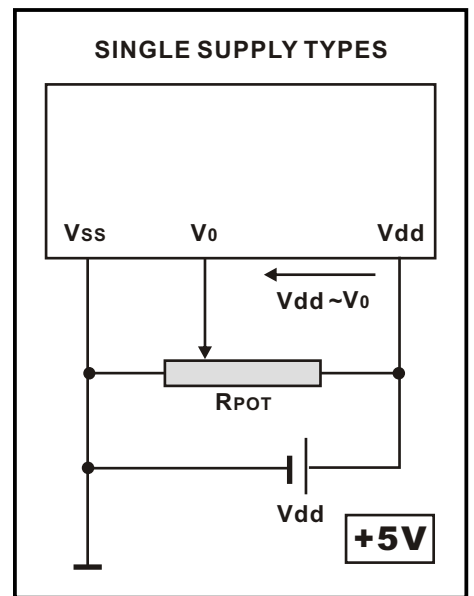 SINGLE SUPPLY TYPES
Vss V0 Vdd
Vdd ~V0
RPOT
Vdd
+5V